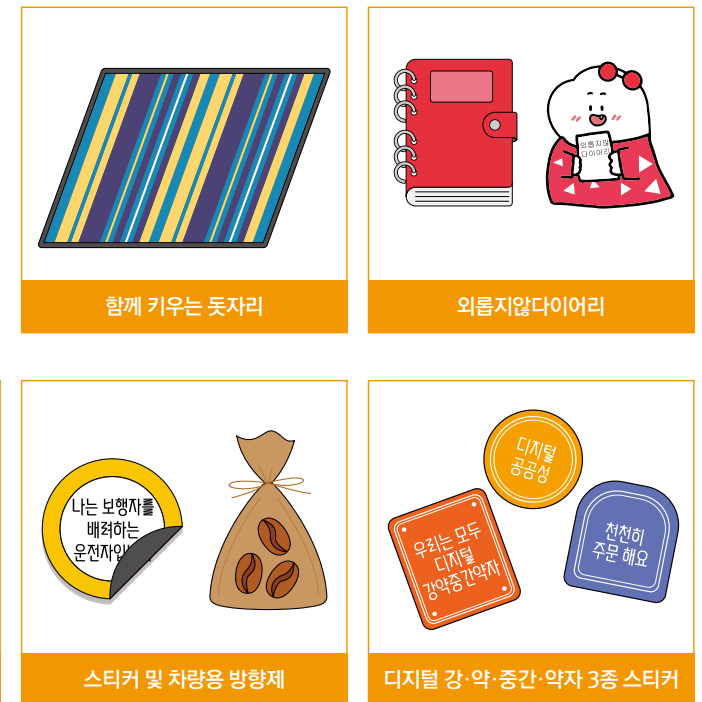 함께 키우는 돗자리
외롭지않
다이어리
외롭지않다이어리
나는 보행자를
배려하는
스티커 및 차량용 방향제
디지털
공공성
우리는 모두
디지털
강약중간약자
천천히
주문 해요
디지털 강·약·중간·약자 3종 스티커